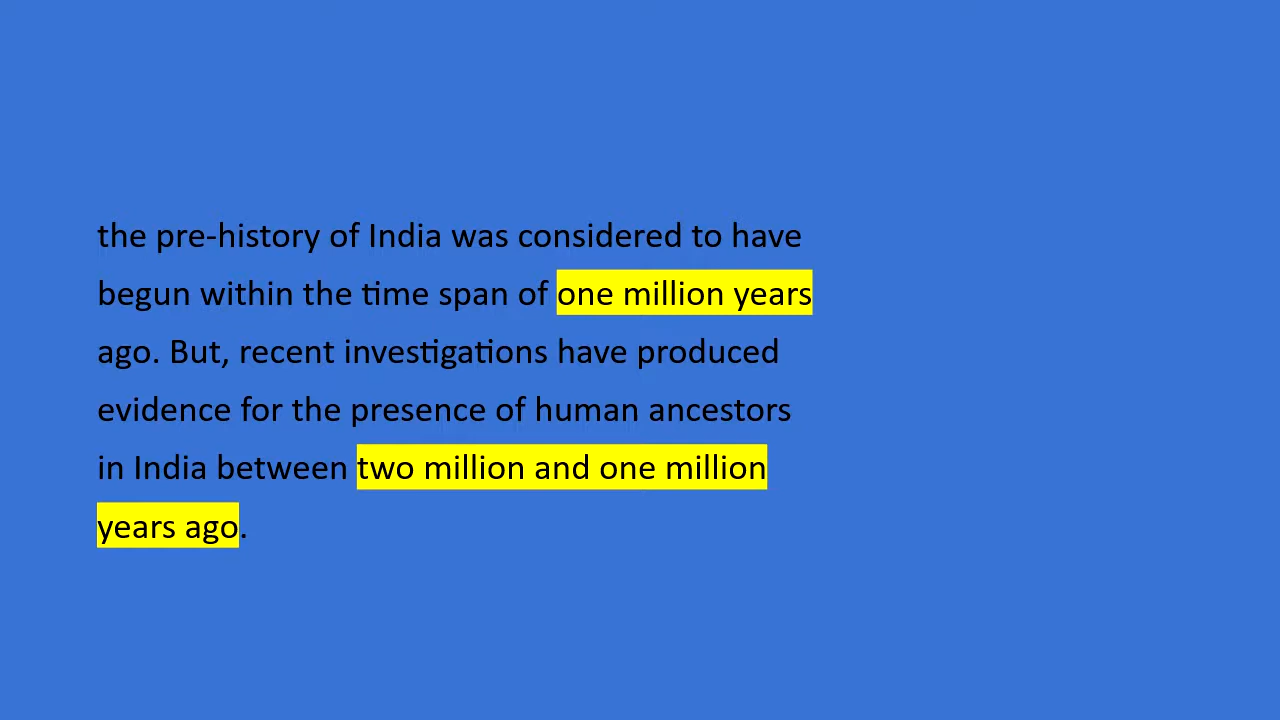 the pre-history of India was considered to have
begun within the time span of one million years
ago. But, recent investigations have produced
evidence for the presence of human ancestors
in India between two million and one million
years ago.